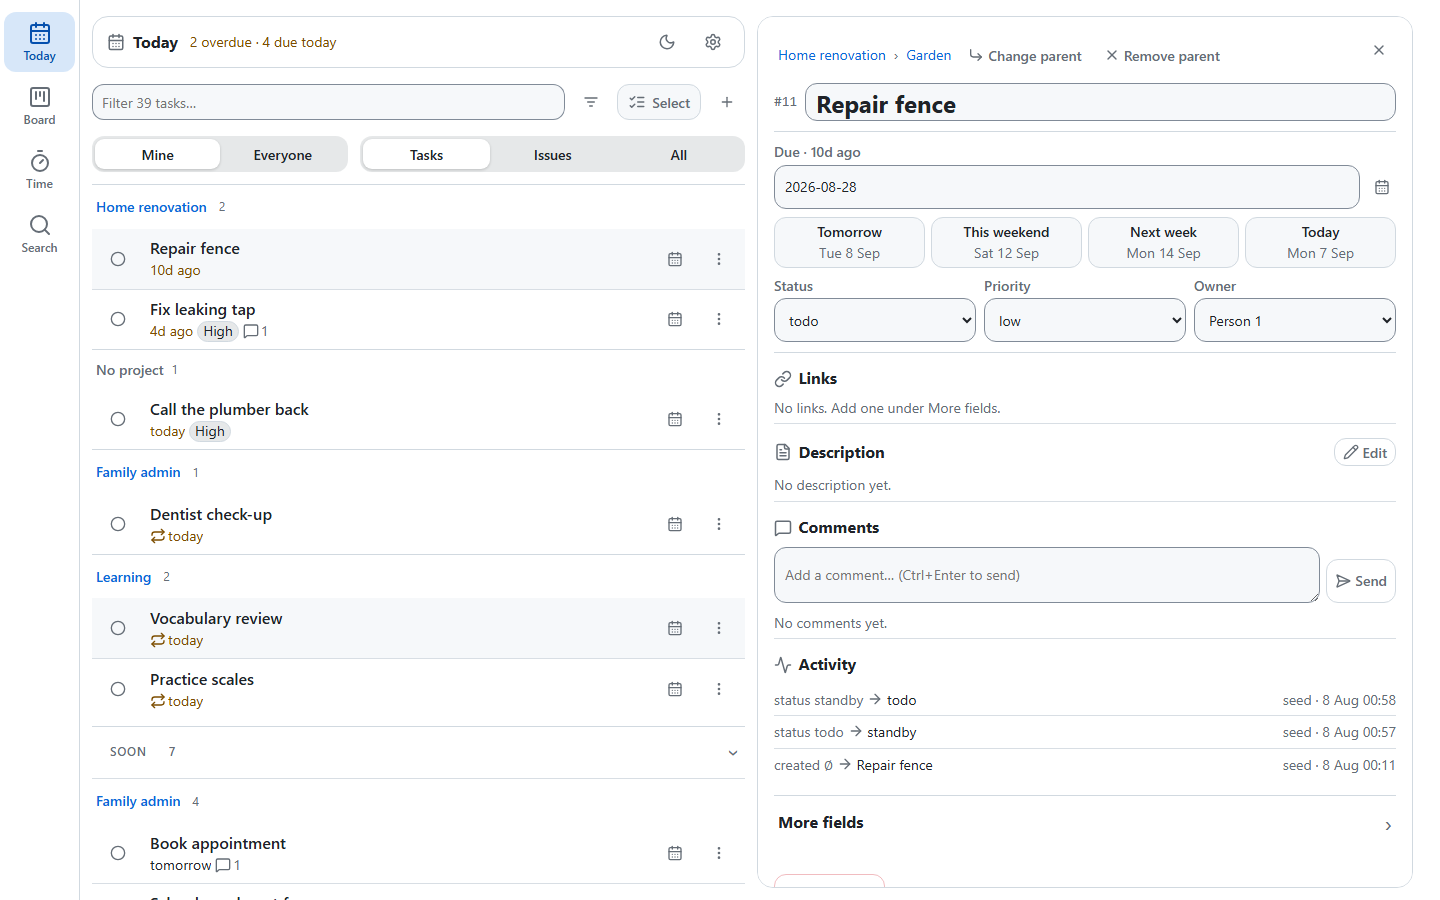 Today
Board
Time
Search
Today 2 overdue · 4 due today
Filter 39 tasks...
Select
Mine Everyone
Tasks Issues All
Home renovation 2
Repair fence
10d ago
Fix leaking tap
4d ago High 1
No project 1
Call the plumber back
today High
Family admin 1
Dentist check-up
today
Learning 2
Vocabulary review
today
Practice scales
today
SOON 7
Family admin 4
Book appointment
tomorrow 1
Home renovation › Garden Change parent Remove parent
#11 Repair fence
Due · 10d ago
2026-08-28
Tomorrow
Tue 8 Sep
This weekend
Sat 12 Sep
Next week
Mon 14 Sep
Today
Mon 7 Sep
Status Priority Owner
todo low Person 1
Links
No links. Add one under More fields.
Description Edit
No description yet.
Comments
Add a comment... (Ctrl+Enter to send)
Send
No comments yet.
Activity
status standby → todo seed · 8 Aug 00:58
status todo → standby seed · 8 Aug 00:57
created ∅ → Repair fence seed · 8 Aug 00:11
More fields ›